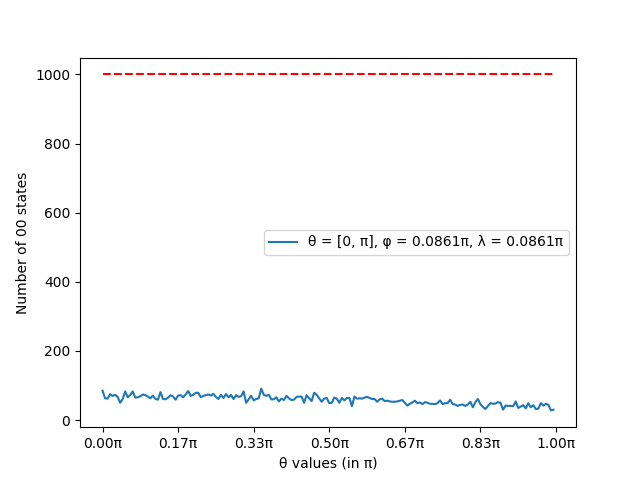 1000
800
600
400
200
0
Number of 00 states
θ = [0, π], φ = 0.0861π, λ = 0.0861π
0.00π 0.17π 0.33π 0.50π 0.67π 0.83π 1.00π
θ values (in π)